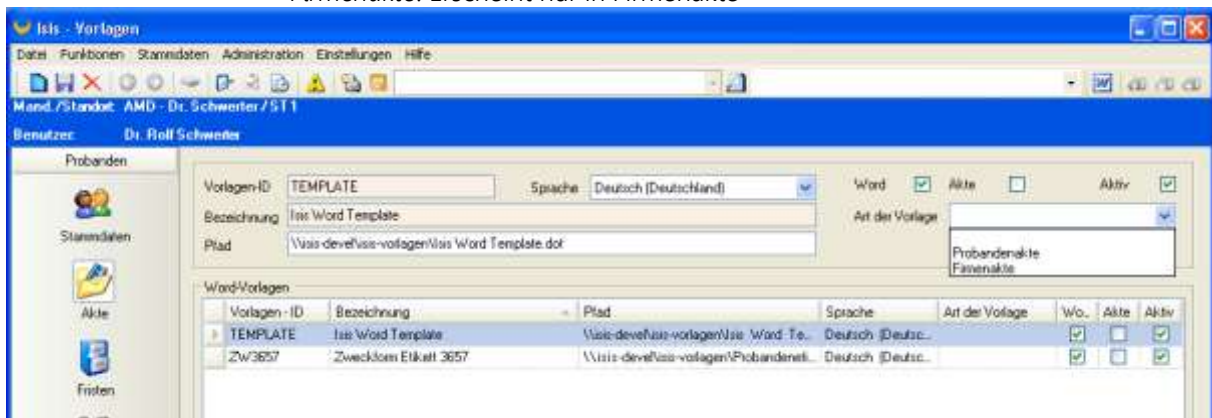 Firmenakte: Erscheint nur in Firmenakte
Isis - Vorlagen
Datei Funktionen Stammdaten Administration Einstellungen Hilfe
Mand./Standort: AMD - Dr. Schwerter / ST1
Benutzer: Dr. Rolf Schwerter
Probanden
Stammdaten
Akte
Fristen
Vorlagen-ID TEMPLATE Sprache Deutsch (Deutschland) Word Akte Aktiv
Bezeichnung Isis Word Template Art der Vorlage
Pfad \\isis-devel\isis-vorlagen\Isis Word Template.dot
Probandenakte
Firmenakte
Word-Vorlagen
Vorlagen - ID Bezeichnung Pfad Sprache Art der Vorlage Wo.. Akte Aktiv
TEMPLATE Isis Word Template \\isis-devel\isis-vorlagen\Isis Word Te... Deutsch (Deutsc...
ZW3657 Zweckform Etikett 3657 \\isis-devel\isis-vorlagen\Probandeneti... Deutsch (Deutsc...